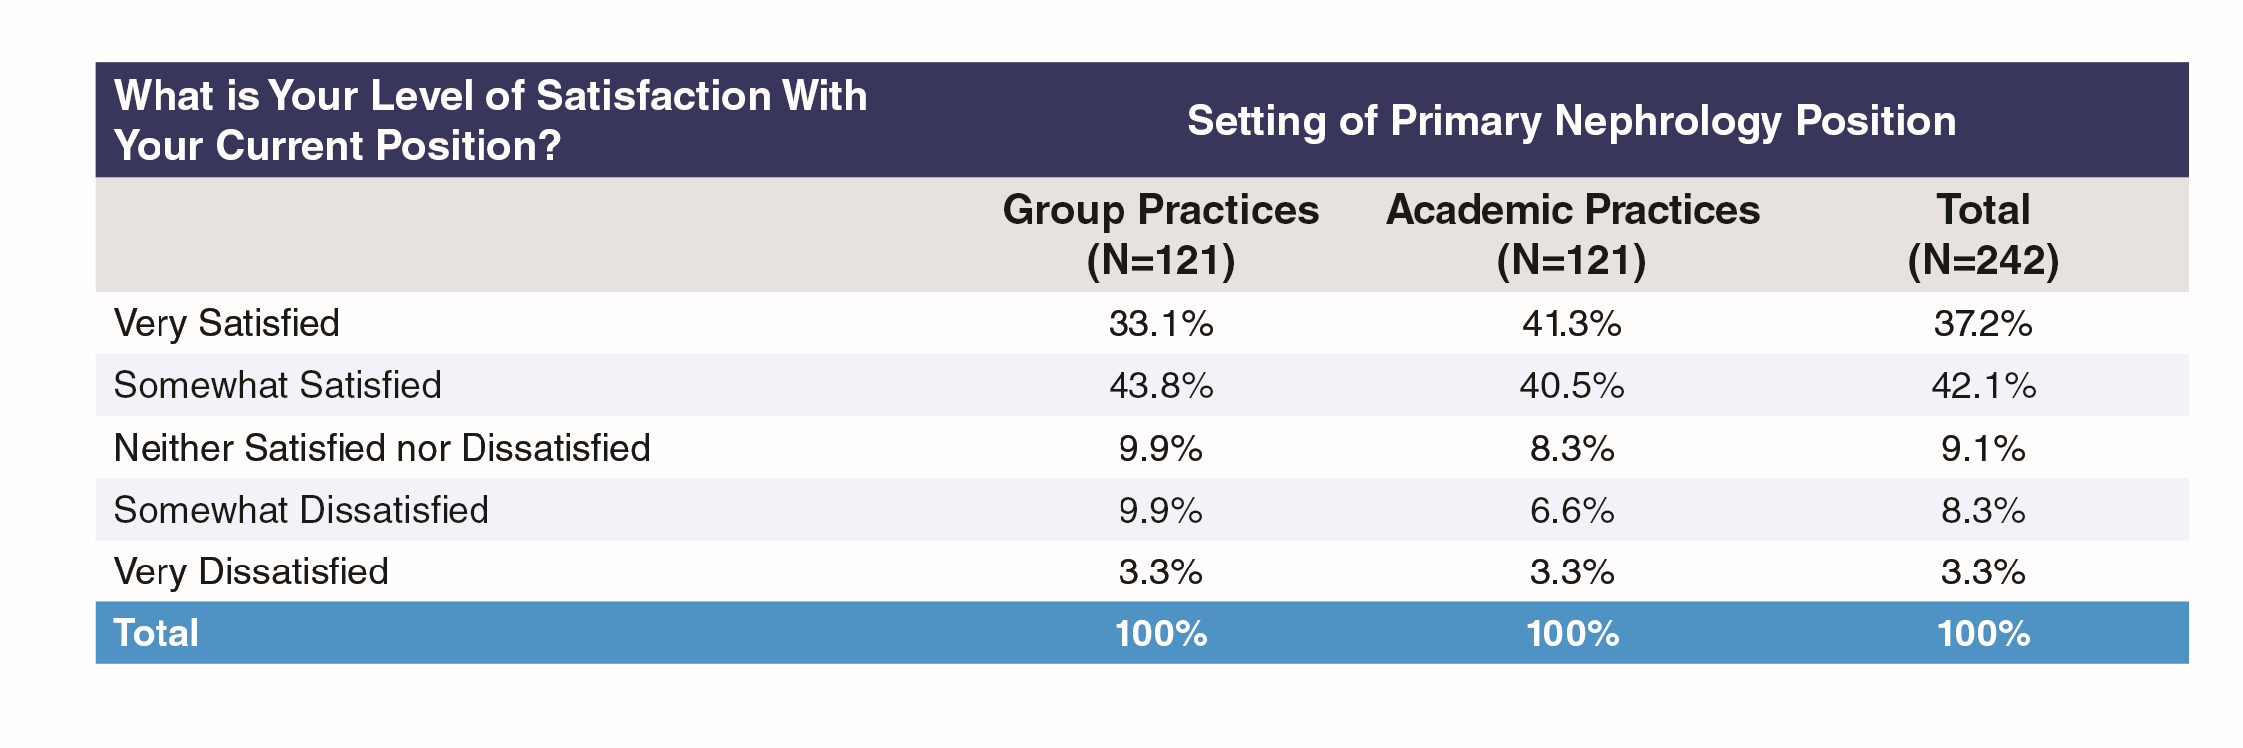 What is Your Level of Satisfaction With
Your Current Position?
Setting of Primary Nephrology Position
Group Practices Academic Practices Total
(N=121) (N=121) (N=242)
Very Satisfied 33.1% 41.3% 37.2%
Somewhat Satisfied 43.8% 40.5% 42.1%
Neither Satisfied nor Dissatisfied 9.9% 8.3% 9.1%
Somewhat Dissatisfied 9.9% 6.6% 8.3%
Very Dissatisfied 3.3% 3.3% 3.3%
Total 100% 100% 100%